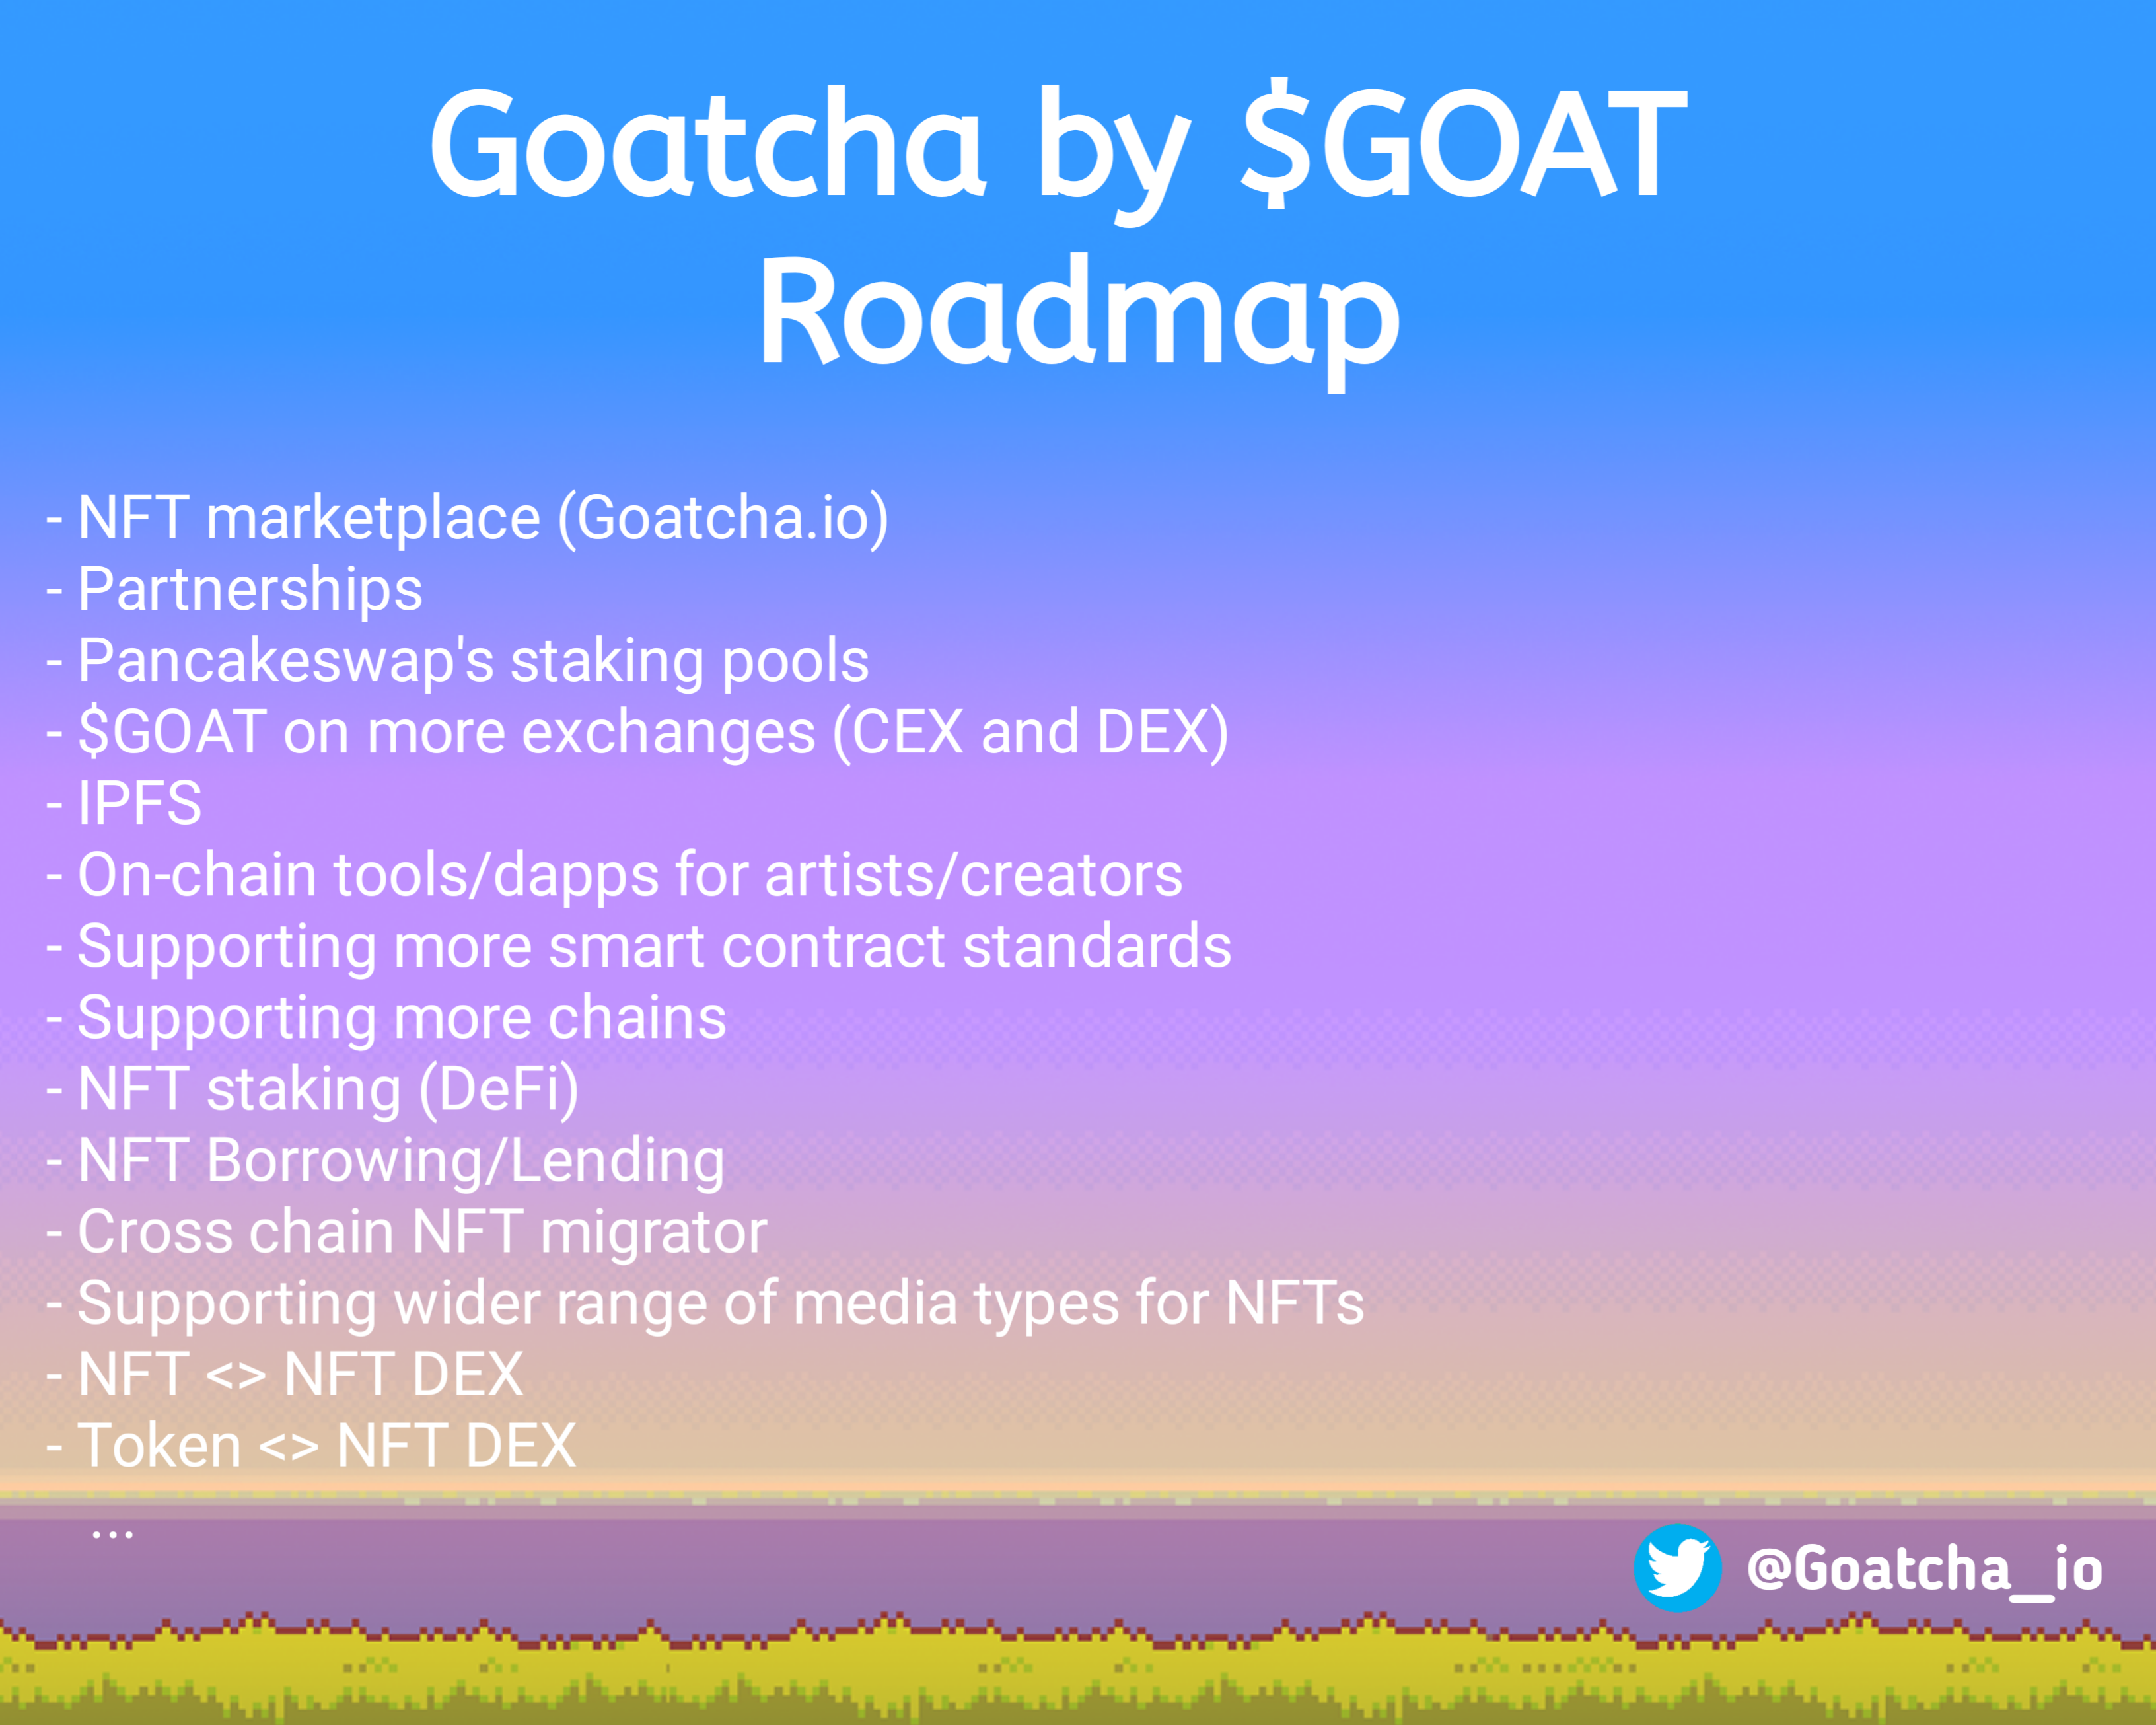 Goatcha by $GOAT
Roadmap
- NFT marketplace (Goatcha.io)
- Partnerships
- Pancakeswap's staking pools
- $GOAT on more exchanges (CEX and DEX)
- IPFS
- On-chain tools/dapps for artists/creators
- Supporting more smart contract standards
- Supporting more chains
- NFT staking (DeFi)
- NFT Borrowing/Lending
- Cross chain NFT migrator
- Supporting wider range of media types for NFTs
- NFT <> NFT DEX
- Token <> NFT DEX
...
@Goatcha__io